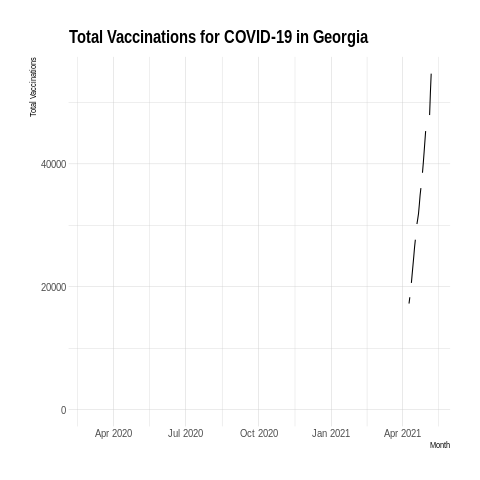 Total Vaccinations for COVID-19 in Georgia
Total Vaccinations
40000
20000
0
Apr 2020
Jul 2020
Oct 2020
Jan 2021
Apr 2021
Month